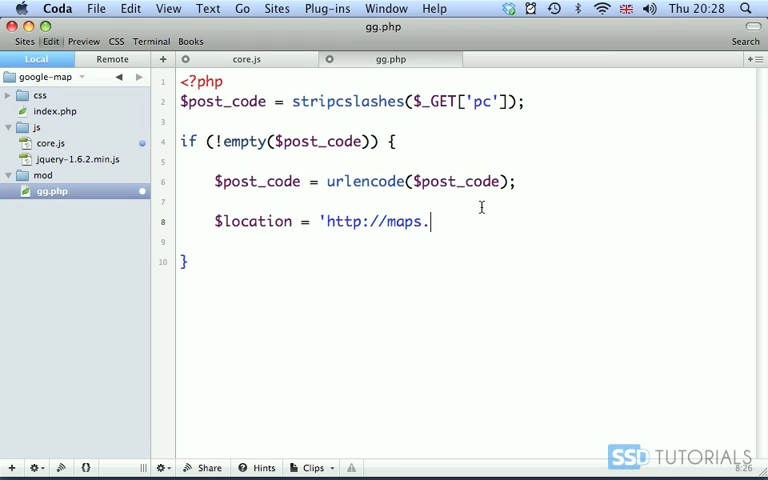 Coda File Edit View Text Go Sites Plug-ins Window Help Thu 20:28
gg.php
Sites Edit Preview CSS Terminal Books Search
Local Remote + core.js gg.php
google-map
css
index.php
js
core.js
jquery-1.6.2.min.js
mod
gg.php
1 <?php
2 $post_code = stripcslashes($_GET['pc']);
3
4 if (!empty($post_code)) {
5
6 $post_code = urlencode($post_code);
7
8 $location = 'http://maps.
9
10 }
SSD TUTORIALS
+ {} Share Hints Clips 8:26